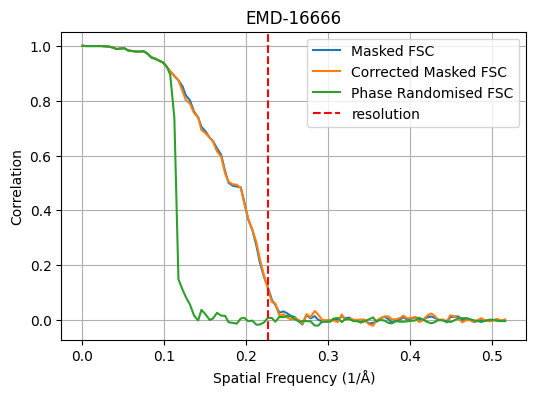 EMD-16666
Masked FSC
Corrected Masked FSC
Phase Randomised FSC
resolution
Correlation
1.0
0.8
0.6
0.4
0.2
0.0
0.0 0.1 0.2 0.3 0.4 0.5
Spatial Frequency (1/Å)